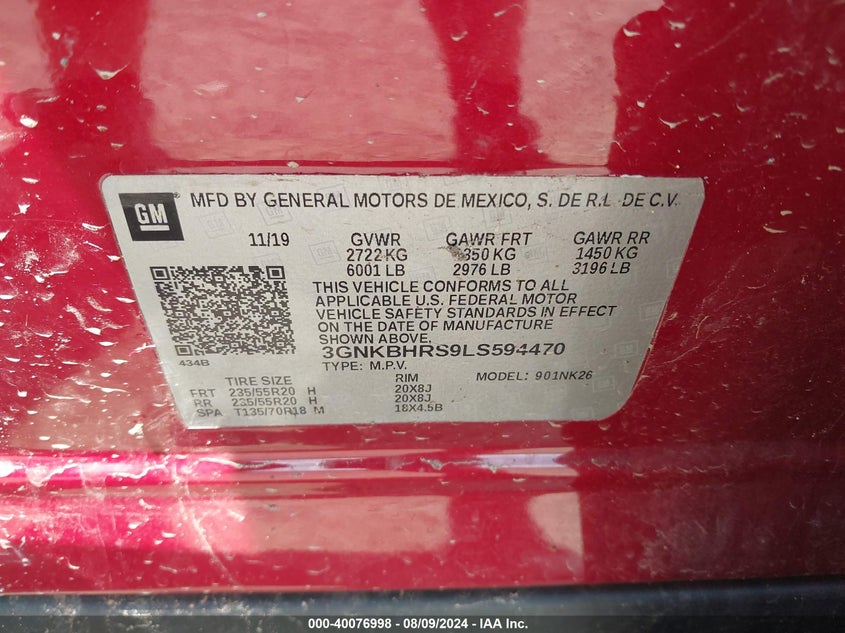 GM
MFD BY GENERAL MOTORS DE MEXICO, S. DE R.L. DE C.V.
11/19 GVWR GAWR FRT GAWR RR
2722 KG 1350 KG 1450 KG
6001 LB 2976 LB 3196 LB
THIS VEHICLE CONFORMS TO ALL
APPLICABLE U.S. FEDERAL MOTOR
VEHICLE SAFETY STANDARDS IN EFFECT
ON THE DATE OF MANUFACTURE
SHOWN ABOVE.
434B
3GNKBHRS9LS594470
TYPE: M.P.V. MODEL: 901NK26
TIRE SIZE RIM
FRT 235/55R20 H 20X8J
RR 235/55R20 H 20X8J
SPA T135/70R18 M 18X4.5B
000-40076998 - 08/09/2024 - IAA Inc.